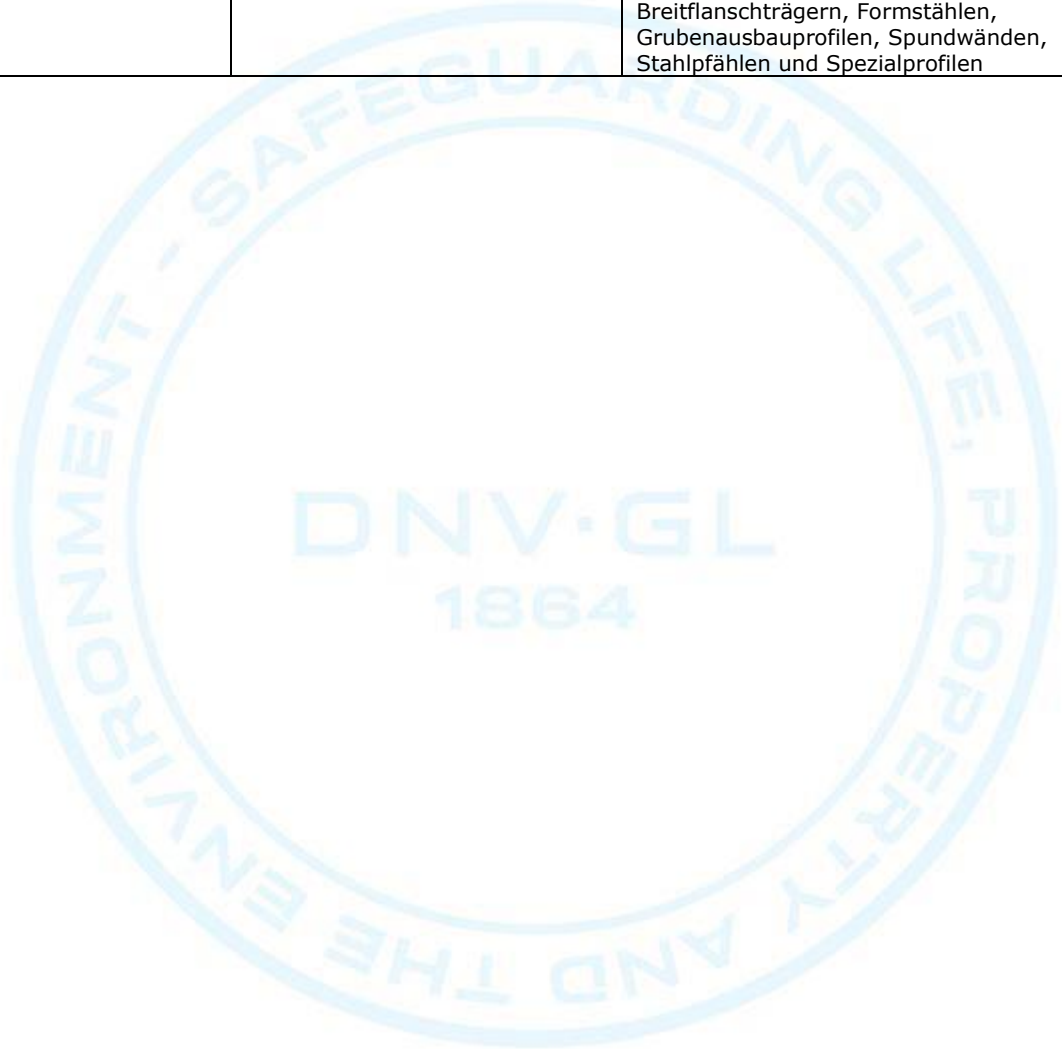 Breitflanschträgern, Formstählen,
Grubenausbauprofilen, Spundwänden,
Stahlpfählen und Spezialprofilen
SAFEGUARDING LIFE, PROPERTY AND THE ENVIRONMENT -
DNV·GL
1864